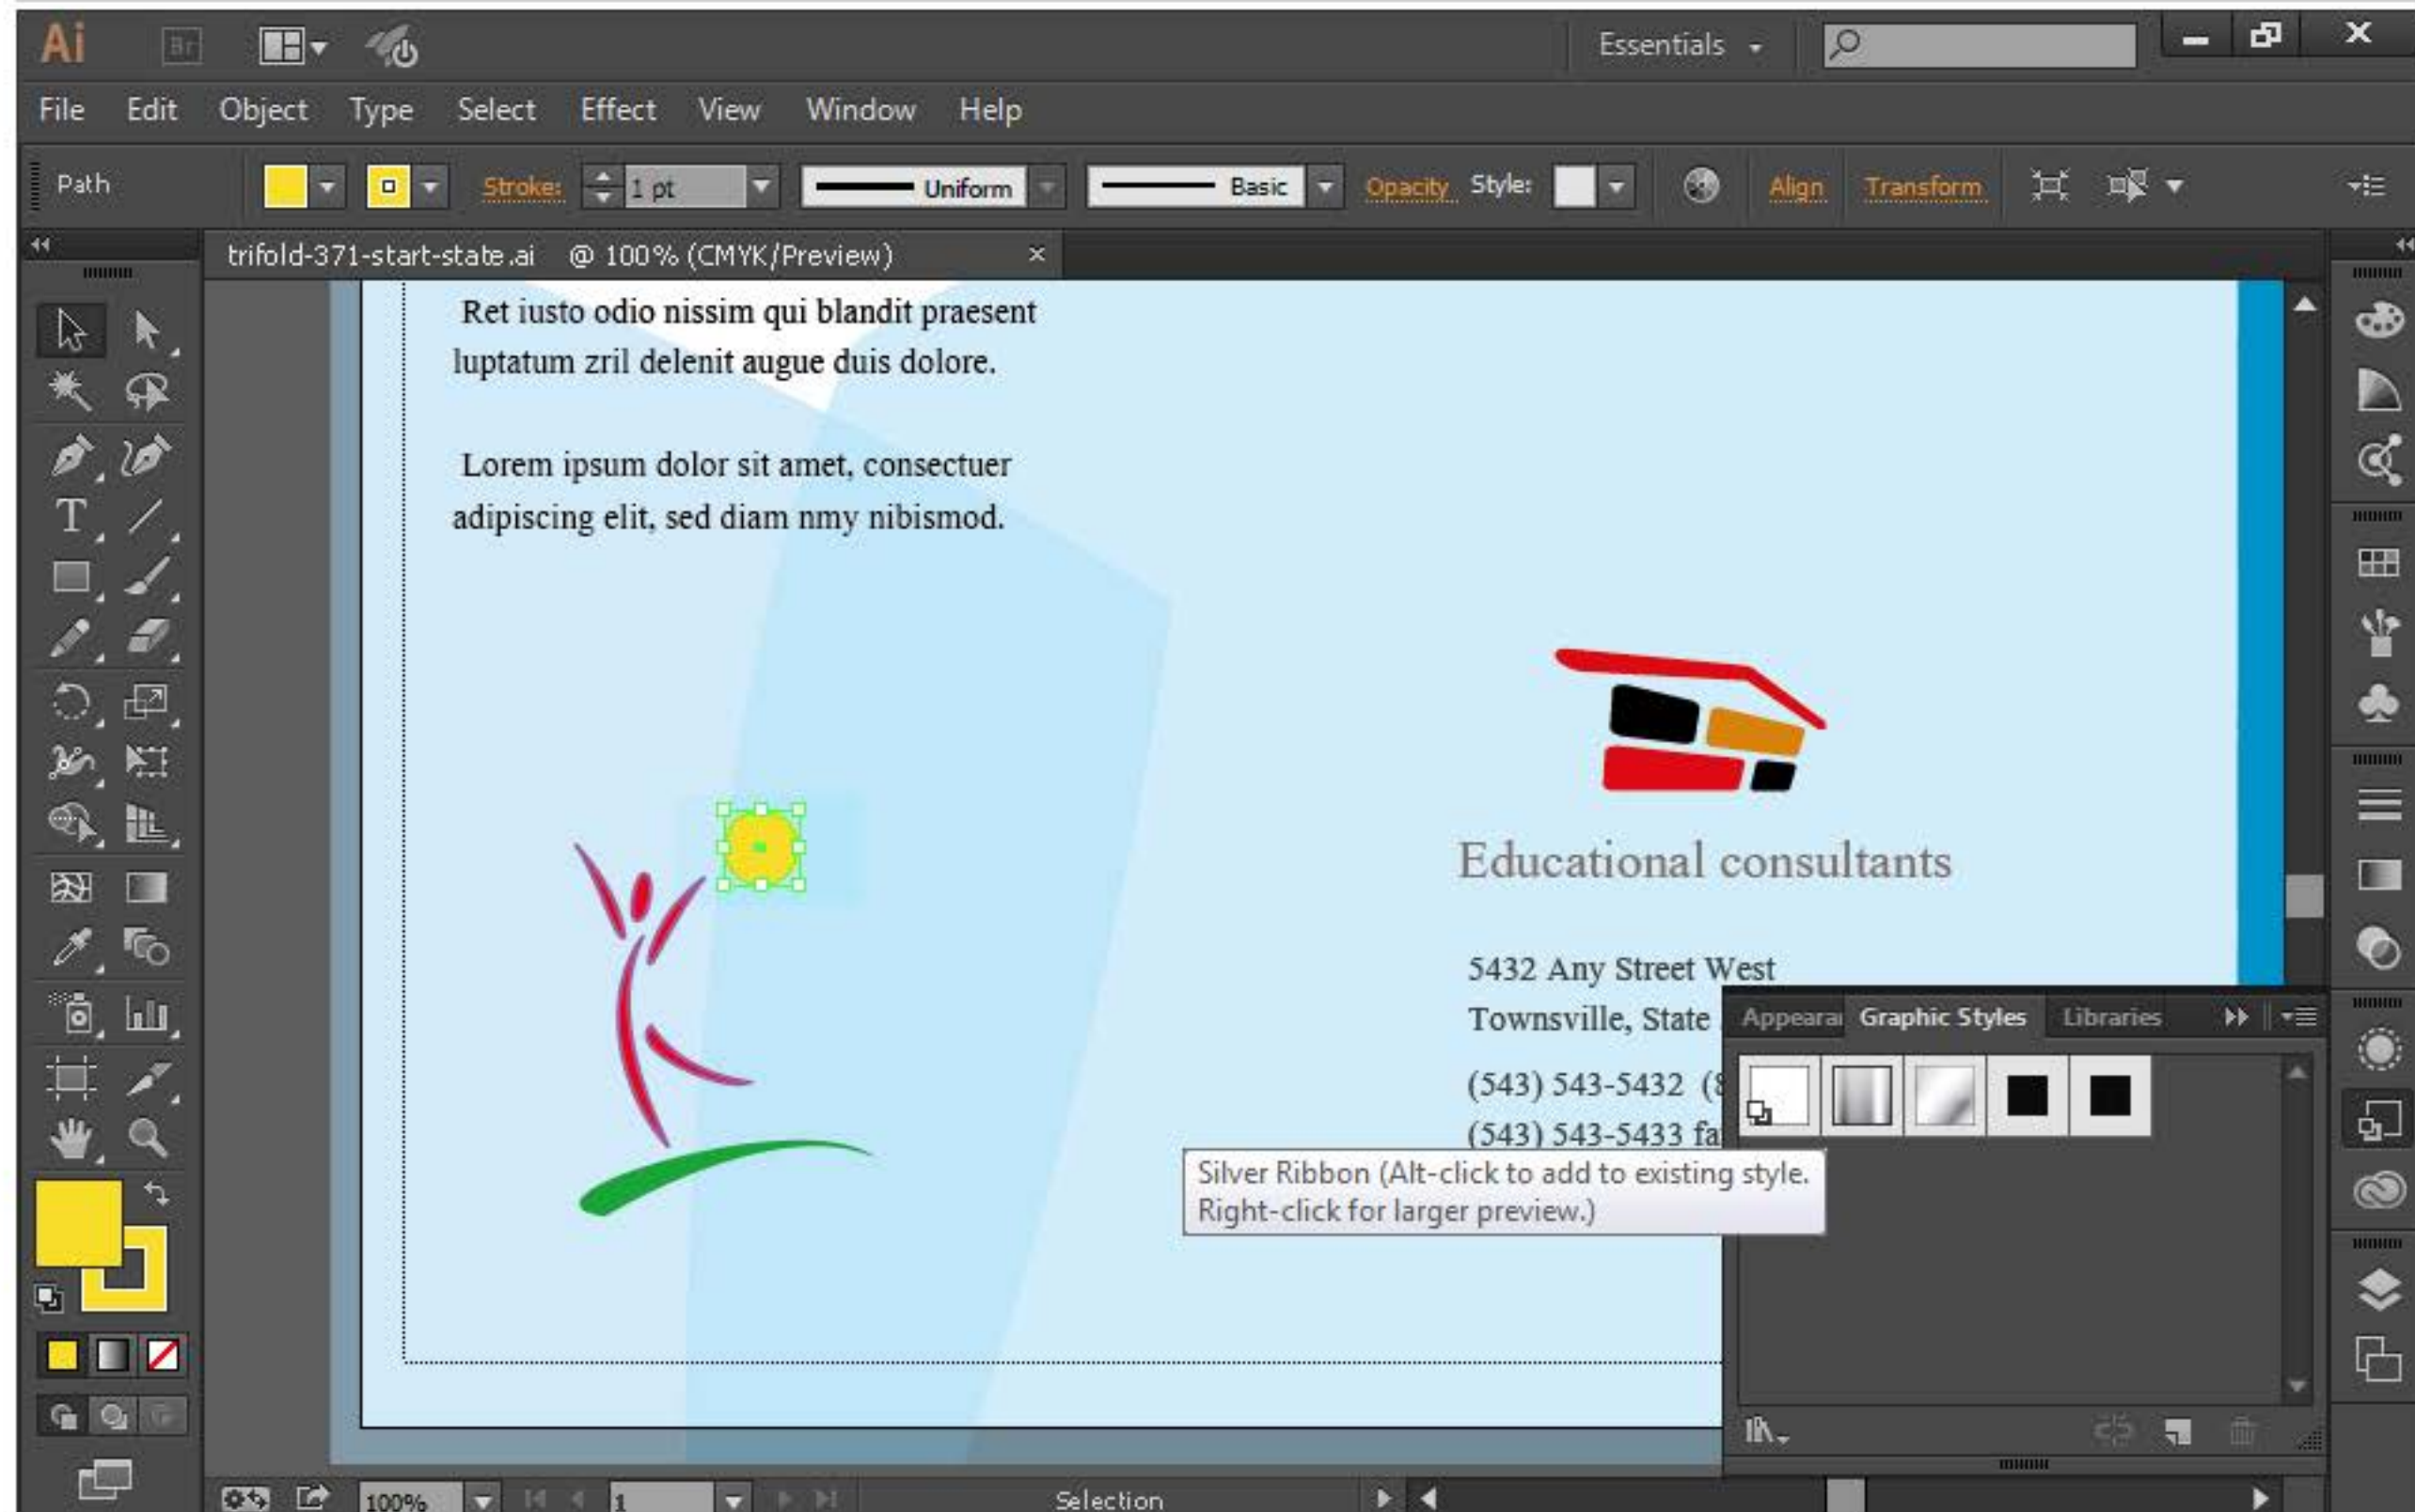 Ai Br Essentials
File Edit Object Type Select Effect View Window Help
Path Stroke: 1 pt Uniform Basic Opacity Style: Align Transform
trifold-371-start-state.ai @ 100% (CMYK/Preview) ×
Ret iusto odio nissim qui blandit praesent
luptatum zril delenit augue duis dolore.
Lorem ipsum dolor sit amet, consectuer
adipiscing elit, sed diam nmy nibismod.
Educational consultants
5432 Any Street West
Townsville, State
(543) 543-5432 (8
(543) 543-5433 fa
Appeara Graphic Styles Libraries
Silver Ribbon (Alt-click to add to existing style.
Right-click for larger preview.)
100% 1 Selection